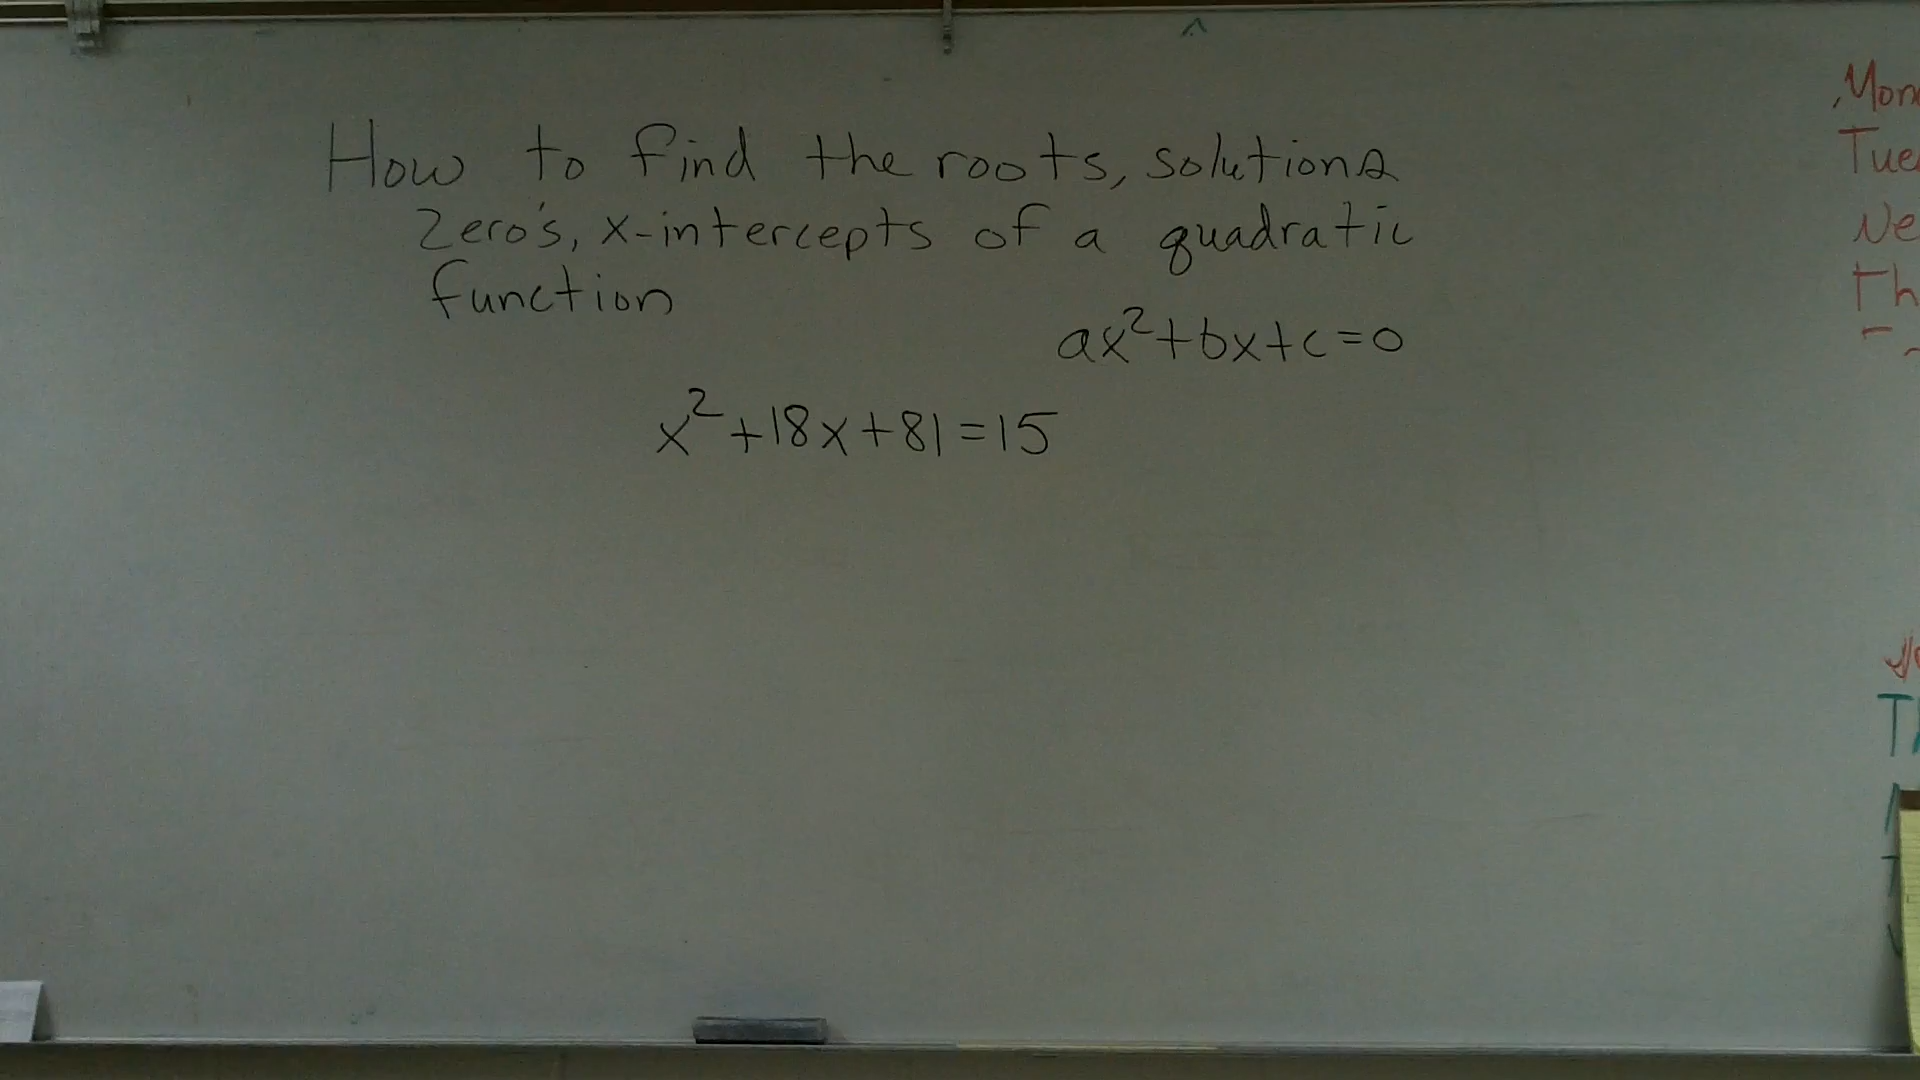 How to find the roots, solutions
zero's, x-intercepts of a quadratic
function
ax²+bx+c=0
x²+18x+81=15